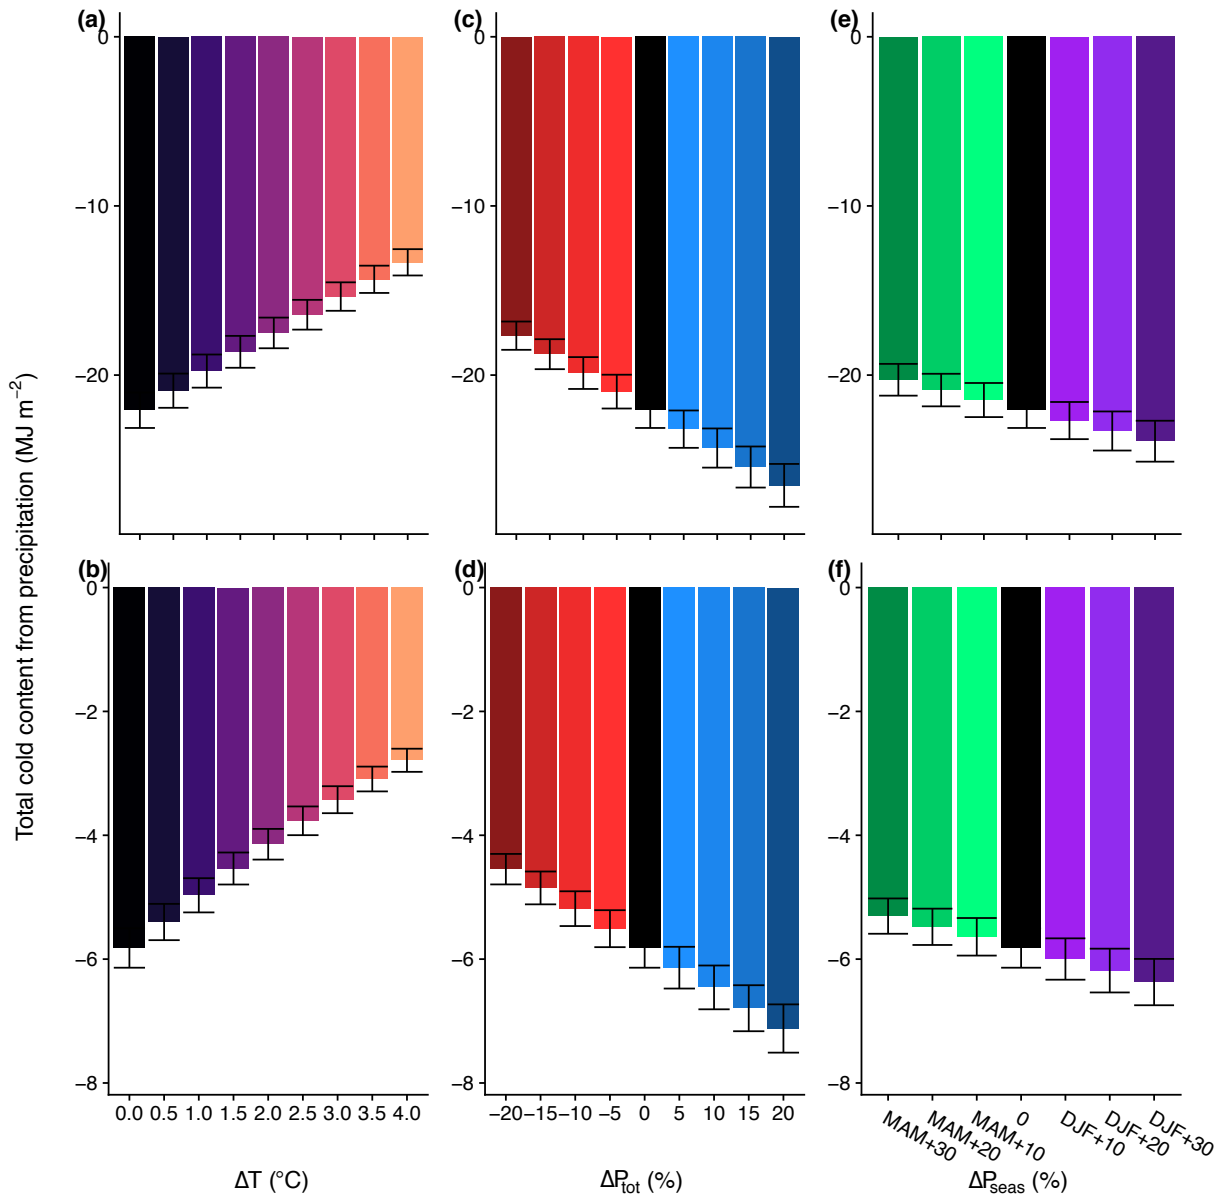 Total cold content from precipitation (MJ m⁻²)
(a)
0
−10
−20
(c)
0
−10
−20
(e)
0
−10
−20
(b)
0
−2
−4
−6
−8
0.0 0.5 1.0 1.5 2.0 2.5 3.0 3.5 4.0
ΔT (°C)
(d)
0
−2
−4
−6
−8
−20 −15 −10 −5 0 5 10 15 20
ΔPtot (%)
(f)
0
−2
−4
−6
−8
MAM+30 MAM+20 MAM+10 0 DJF+10 DJF+20 DJF+30
ΔPseas (%)